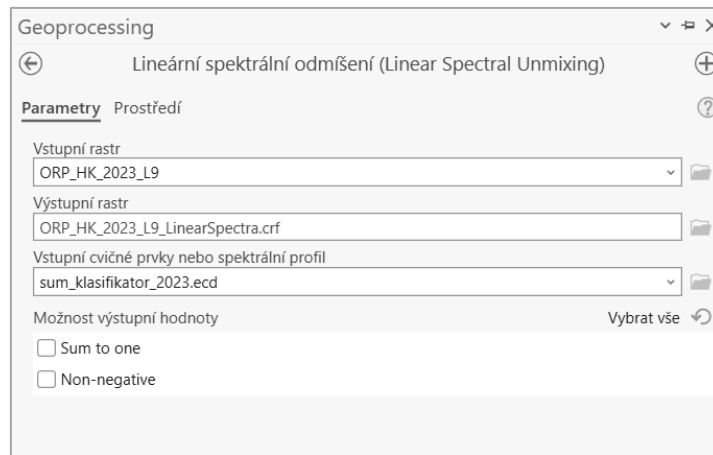 Geoprocessing
Lineární spektrální odmíšení (Linear Spectral Unmixing)
Parametry Prostředí
Vstupní rastr
ORP_HK_2023_L9
Výstupní rastr
ORP_HK_2023_L9_LinearSpectra.crf
Vstupní cvičné prvky nebo spektrální profil
sum_klasifikator_2023.ecd
Možnost výstupní hodnoty Vybrat vše
Sum to one
Non-negative